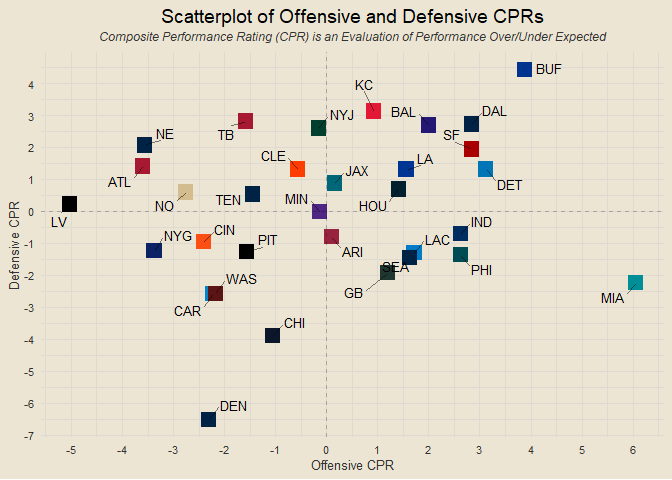 Scatterplot of Offensive and Defensive CPRs
Composite Performance Rating (CPR) is an Evaluation of Performance Over/Under Expected
BUF
KC
4
NYJ
BAL
DAL
3
NE
TB
SF
2
CLE
LA
ATL
JAX
DET
1
NO
TEN
MIN
HOU
0
LV
NYG
CIN
PIT
ARI
LAC
IND
-1
SEA
PHI
-2
WAS
CAR
GB
MIA
-3
CHI
-4
-5
DEN
-6
-7
Defensive CPR
-5 -4 -3 -2 -1 0 1 2 3 4 5 6
Offensive CPR